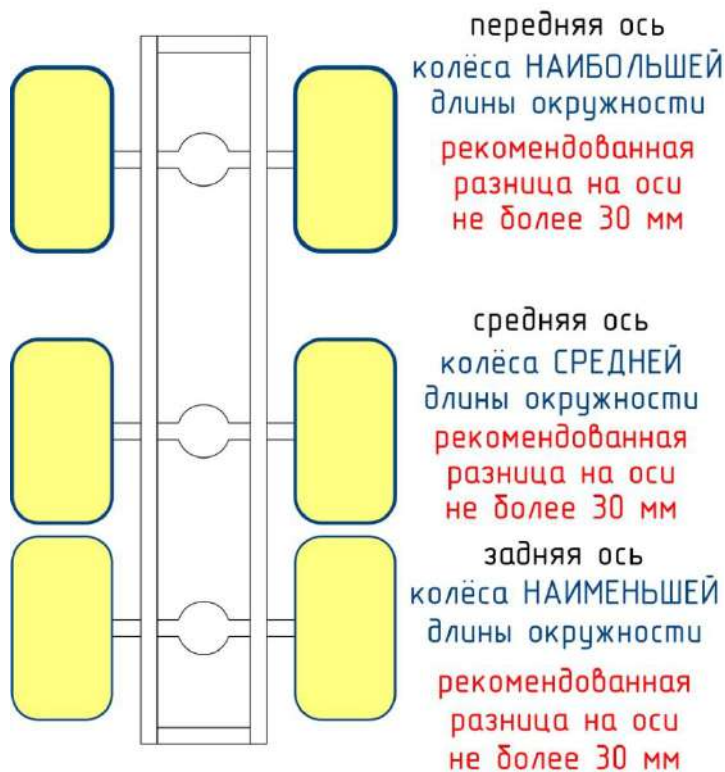 передняя ось
колёса НАИБОЛЬШЕЙ
длины окружности
рекомендованная
разница на оси
не более 30 мм
средняя ось
колёса СРЕДНЕЙ
длины окружности
рекомендованная
разница на оси
не более 30 мм
задняя ось
колёса НАИМЕНЬШЕЙ
длины окружности
рекомендованная
разница на оси
не более 30 мм